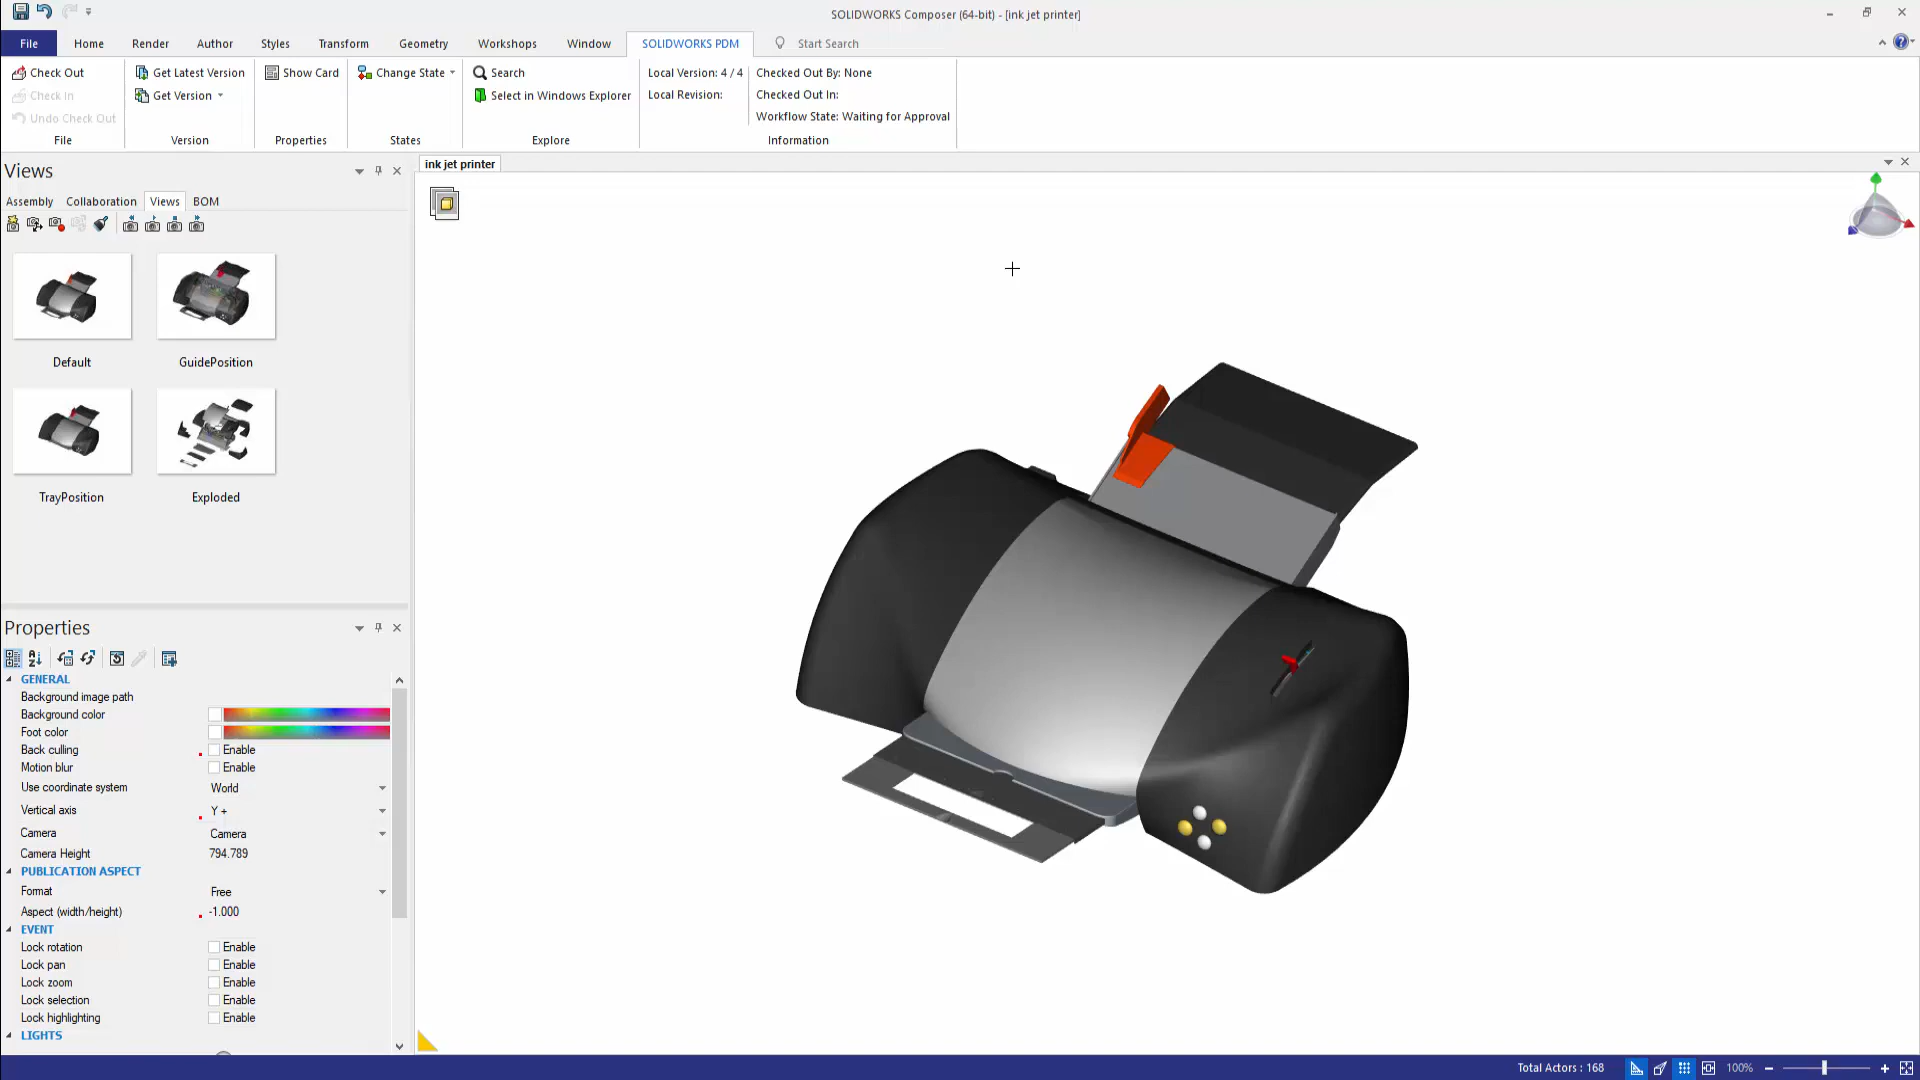 SOLIDWORKS Composer (64-bit) - [ink jet printer]
File Home Render Author Styles Transform Geometry Workshops Window SOLIDWORKS PDM Start Search
Check Out Get Latest Version Show Card Change State Search Local Version: 4 / 4 Checked Out By: None
Check In Get Version Select in Windows Explorer Local Revision: Checked Out In:
Undo Check Out Workflow State: Waiting for Approval
File Version Properties States Explore Information
Views
ink jet printer
Assembly Collaboration Views BOM
Default GuidePosition
TrayPosition Exploded
Properties
GENERAL
Background image path
Background color
Foot color
Back culling Enable
Motion blur Enable
Use coordinate system World
Vertical axis Y +
Camera Camera
Camera Height 794.789
PUBLICATION ASPECT
Format Free
Aspect (width/height) -1.000
EVENT
Lock rotation Enable
Lock pan Enable
Lock zoom Enable
Lock selection Enable
Lock highlighting Enable
LIGHTS
Total Actors : 168 100%